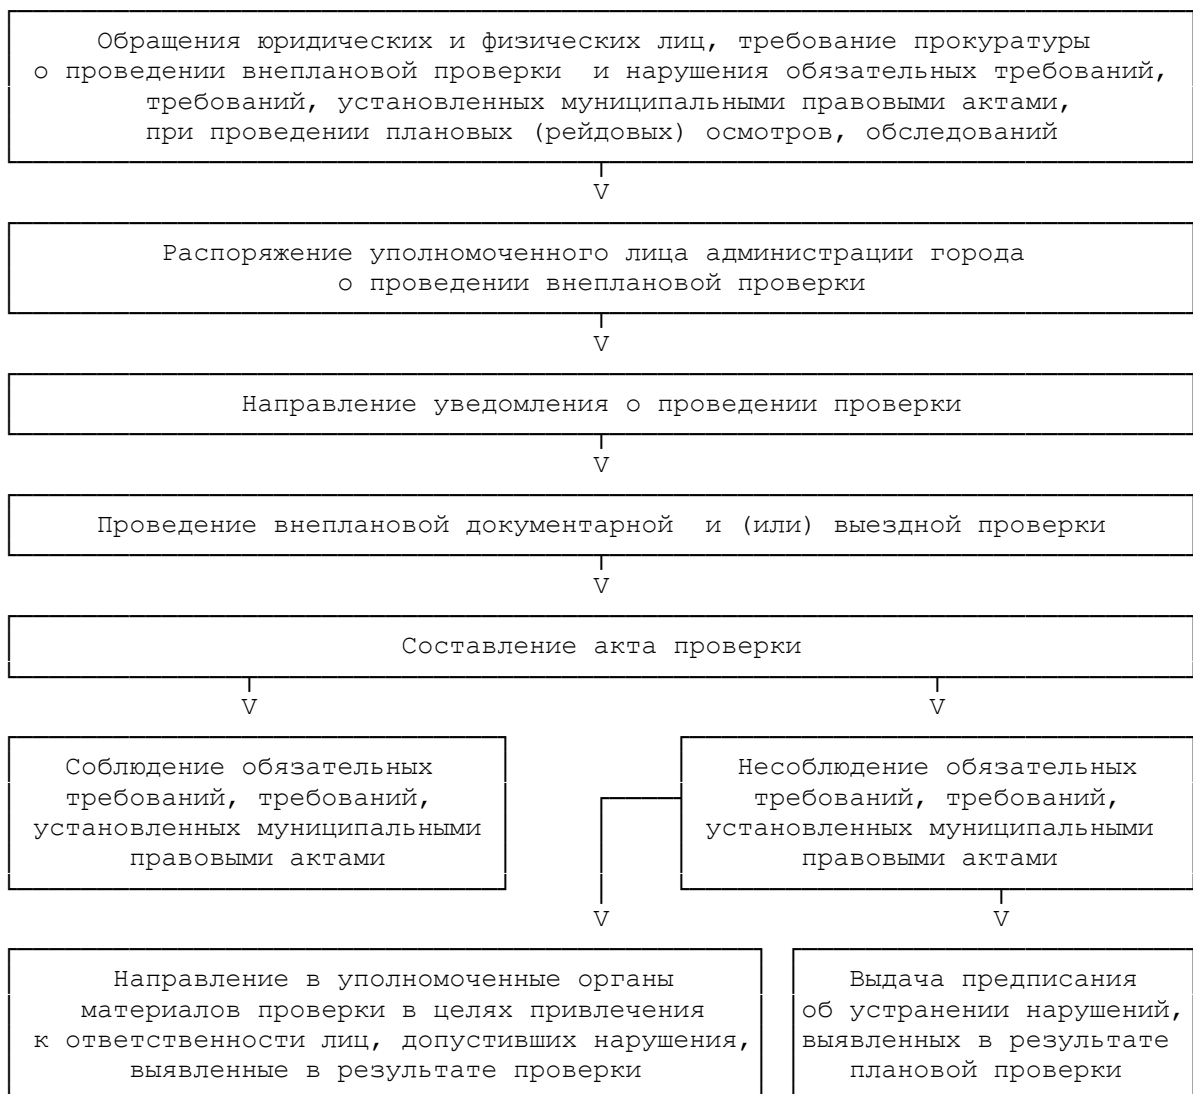 Обращения юридических и физических лиц, требование прокуратуры
о проведении внеплановой проверки и нарушения обязательных требований,
требований, установленных муниципальными правовыми актами,
при проведении плановых (рейдовых) осмотров, обследований
V
Распоряжение уполномоченного лица администрации города
о проведении внеплановой проверки
V
Направление уведомления о проведении проверки
V
Проведение внеплановой документарной и (или) выездной проверки
V
Составление акта проверки
V V
Соблюдение обязательных
требований, требований,
установленных муниципальными
правовыми актами
Несоблюдение обязательных
требований, требований,
установленных муниципальными
правовыми актами
V V
Направление в уполномоченные органы
материалов проверки в целях привлечения
к ответственности лиц, допустивших нарушения,
выявленные в результате проверки
Выдача предписания
об устранении нарушений,
выявленных в результате
плановой проверки